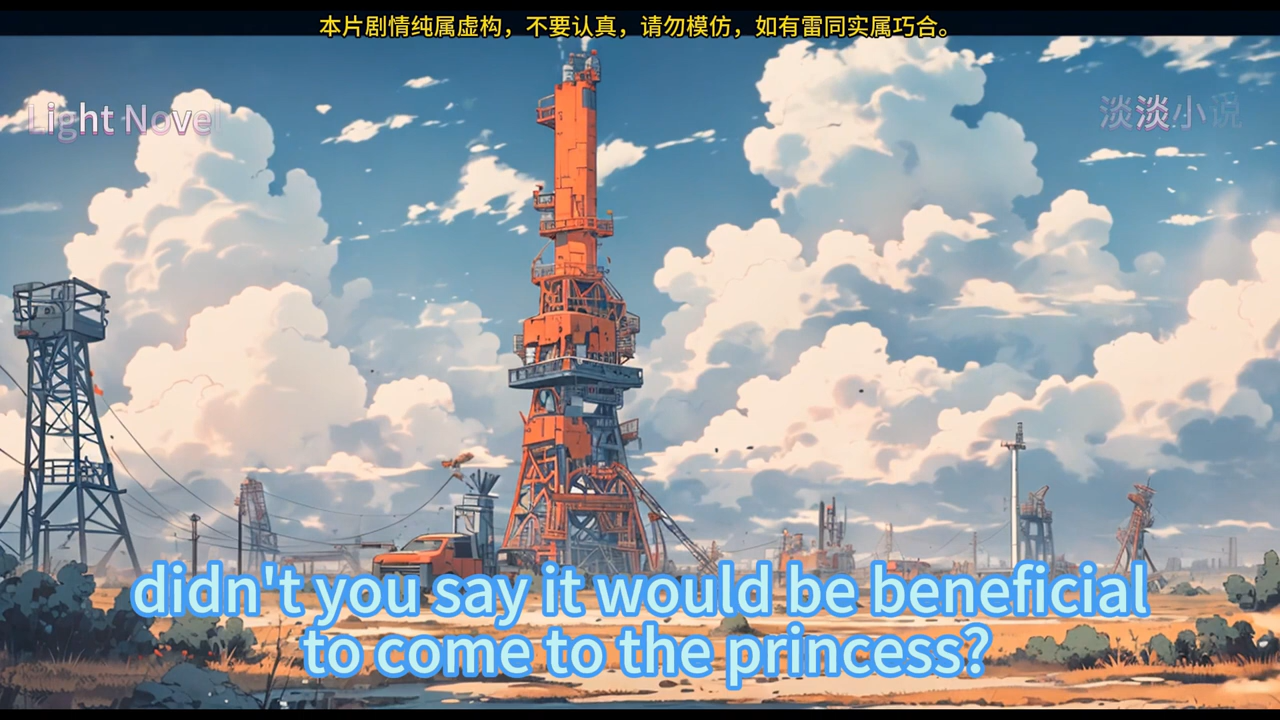 本片剧情纯属虚构，不要认真，请勿模仿，如有雷同实属巧合。
Light Novel
淡淡小说
didn't you say it would be beneficial
to come to the princess?